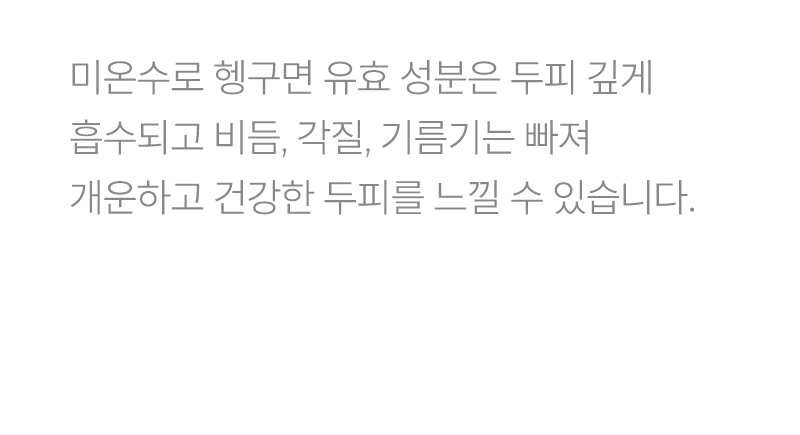 미온수로 헹구면 유효 성분은 두피 깊게
흡수되고 비듬, 각질, 기름기는 빠져
개운하고 건강한 두피를 느낄 수 있습니다.